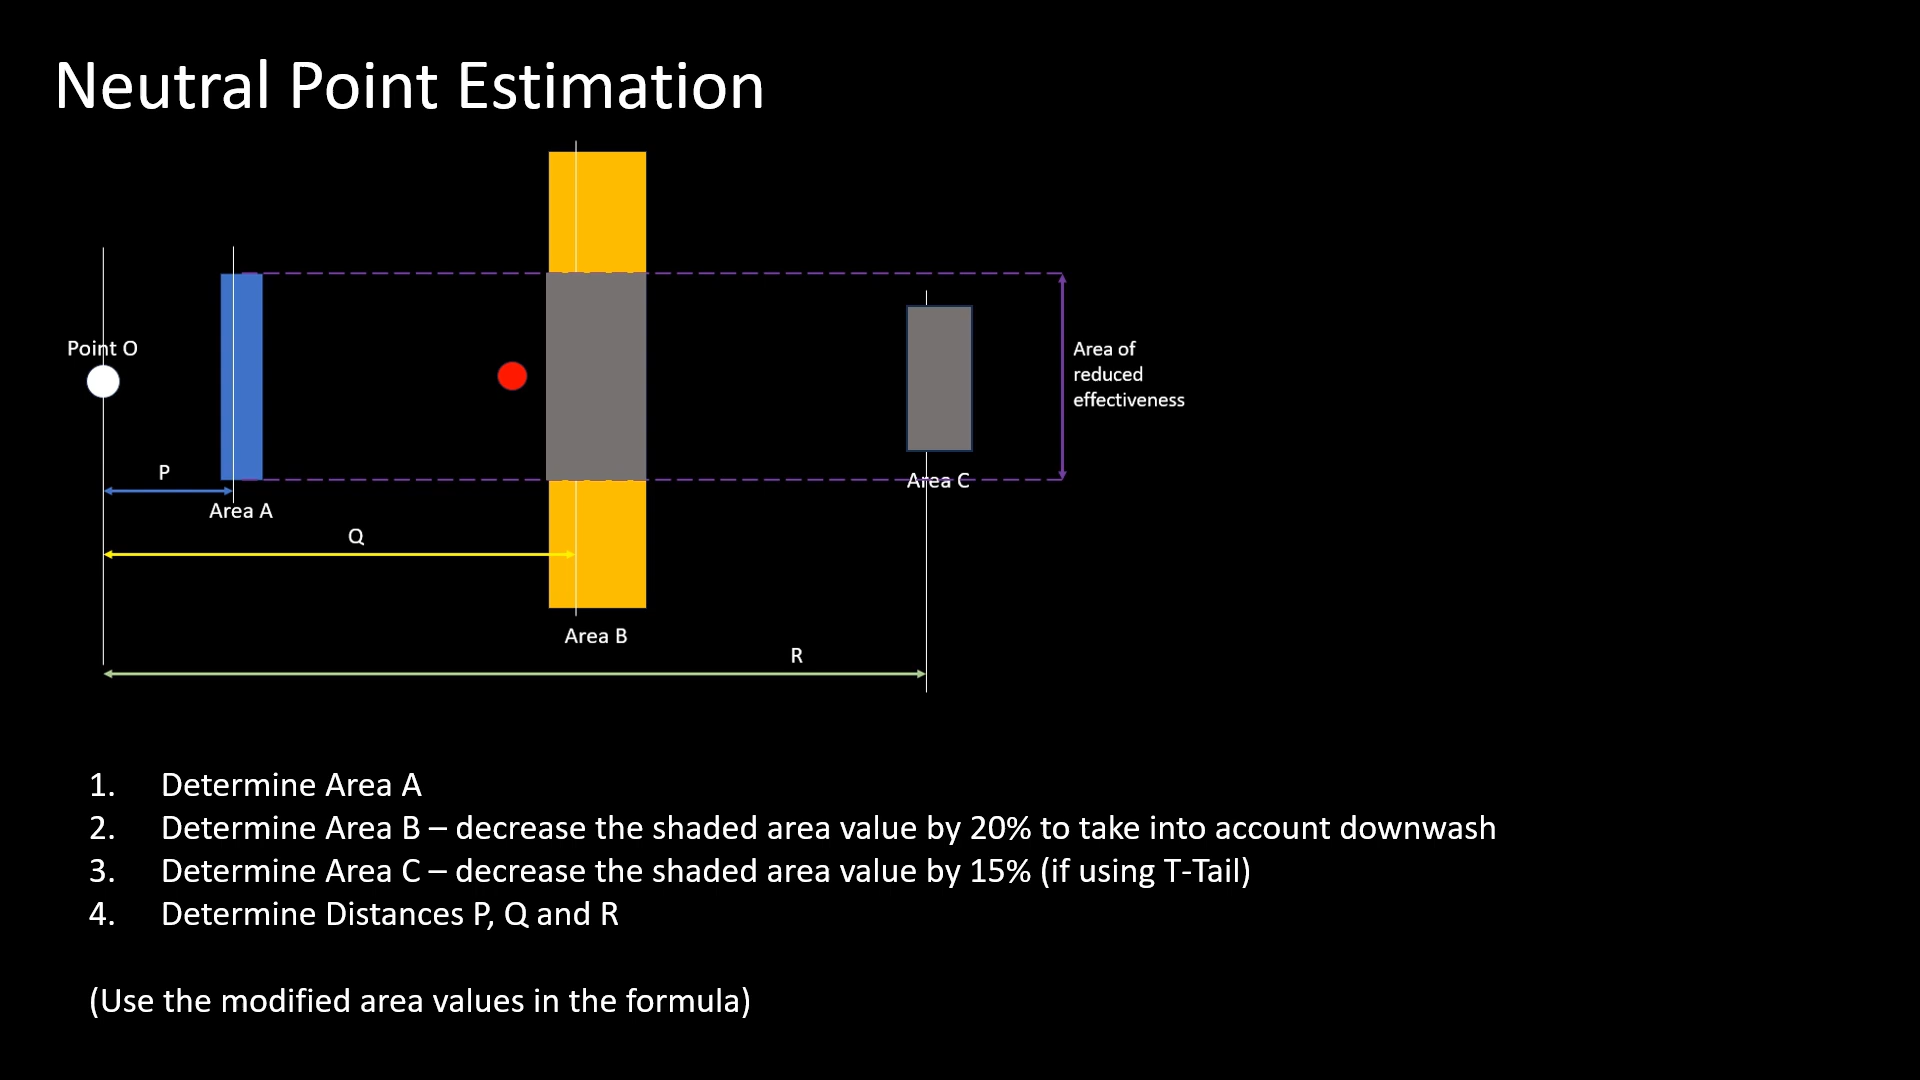 Neutral Point Estimation
Point O
P
Area A
Q
Area B
R
Area C
Area of
reduced
effectiveness
1. Determine Area A
2. Determine Area B – decrease the shaded area value by 20% to take into account downwash
3. Determine Area C – decrease the shaded area value by 15% (if using T-Tail)
4. Determine Distances P, Q and R
(Use the modified area values in the formula)